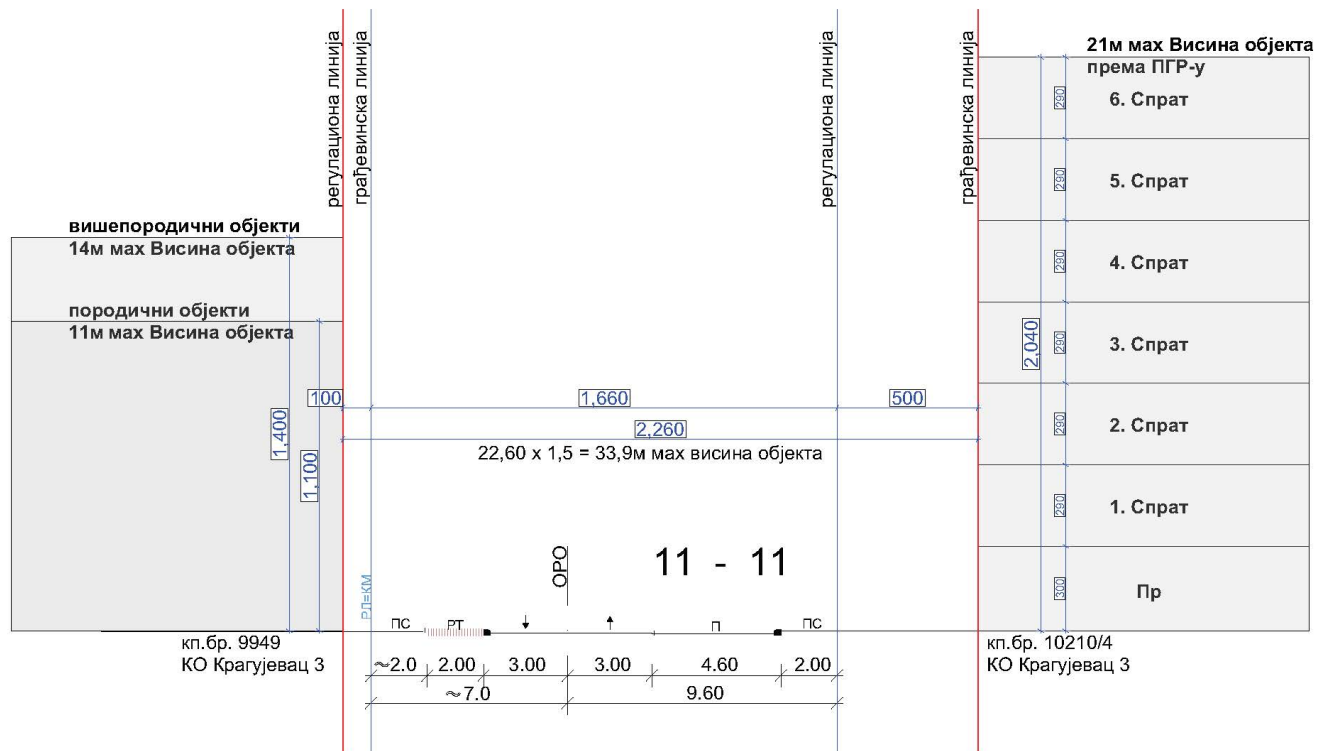 регулациона линија
грађевинска линија
регулациона линија
грађевинска линија
21м мах Висина објекта
према ПГР-у
290
6. Спрат
290
5. Спрат
вишепородични објекти
14м мах Висина објекта
290
4. Спрат
породични објекти
11м мах Висина објекта
2,040
290
3. Спрат
100
1,660
500
1,400
2,260
290
2. Спрат
22,60 х 1,5 = 33,9м мах висина објекта
1,100
290
1. Спрат
11 - 11
ОРО
РЛ=КМ
300
Пр
ПС
РТ
П
ПС
кп.бр. 9949
КО Крагујевац 3
кп.бр. 10210/4
КО Крагујевац 3
~2.0
2.00
3.00
3.00
4.60
2.00
~7.0
9.60